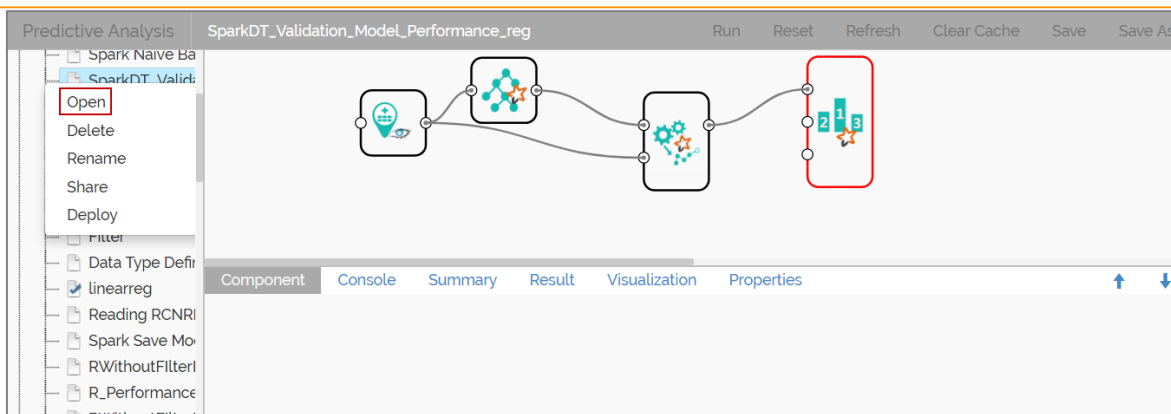 Predictive Analysis SparkDT_Validation_Model_Performance_reg Run Reset Refresh Clear Cache Save Save As
Spark Naive Ba
SparkDT_Valida
Open
Delete
Rename
Share
Deploy
Filter
Data Type Defin
linearreg
Reading RCNR
Spark Save Mo
RWithoutFIlter
R_Performance
2 1 3
Component Console Summary Result Visualization Properties